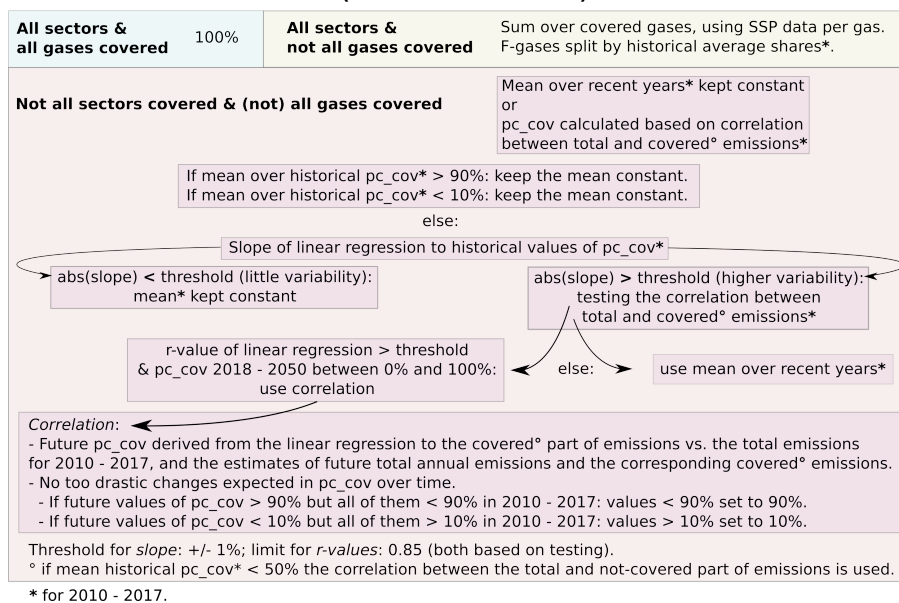 All sectors &
all gases covered
100%
All sectors &
not all gases covered
Sum over covered gases, using SSP data per gas.
F-gases split by historical average shares*.
Not all sectors covered & (not) all gases covered
Mean over recent years* kept constant
or
pc_cov calculated based on correlation
between total and covered° emissions*
If mean over historical pc_cov* > 90%: keep the mean constant.
If mean over historical pc_cov* < 10%: keep the mean constant.
else:
Slope of linear regression to historical values of pc_cov*
abs(slope) < threshold (little variability):
mean* kept constant
abs(slope) > threshold (higher variability):
testing the correlation between
total and covered° emissions*
r-value of linear regression > threshold
& pc_cov 2018 - 2050 between 0% and 100%:
use correlation
else:
use mean over recent years*
Correlation:
- Future pc_cov derived from the linear regression to the covered° part of emissions vs. the total emissions
for 2010 - 2017, and the estimates of future total annual emissions and the corresponding covered° emissions.
- No too drastic changes expected in pc_cov over time.
- If future values of pc_cov > 90% but all of them < 90% in 2010 - 2017: values < 90% set to 90%.
- If future values of pc_cov < 10% but all of them > 10% in 2010 - 2017: values > 10% set to 10%.
Threshold for slope: +/- 1%; limit for r-values: 0.85 (both based on testing).
° if mean historical pc_cov* < 50% the correlation between the total and not-covered part of emissions is used.
* for 2010 - 2017.